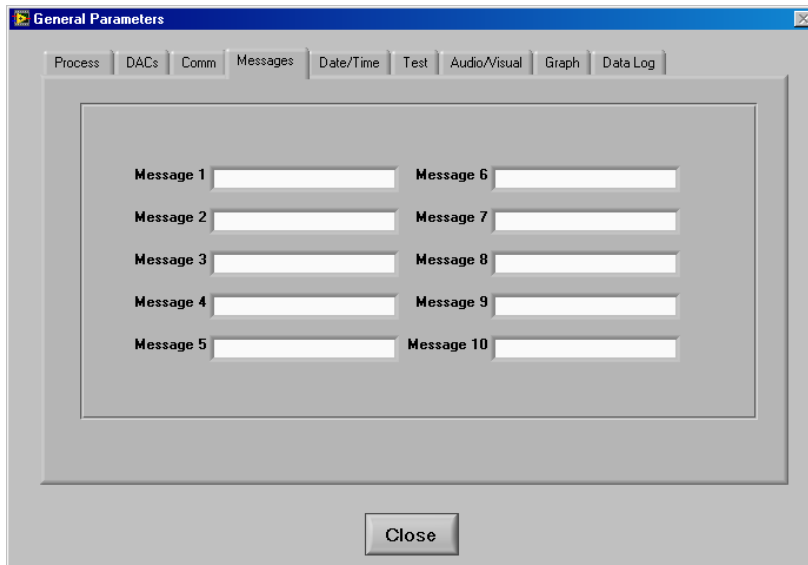 General Parameters
Process DACs Comm Messages Date/Time Test Audio/Visual Graph Data Log
Message 1 Message 6
Message 2 Message 7
Message 3 Message 8
Message 4 Message 9
Message 5 Message 10
Close